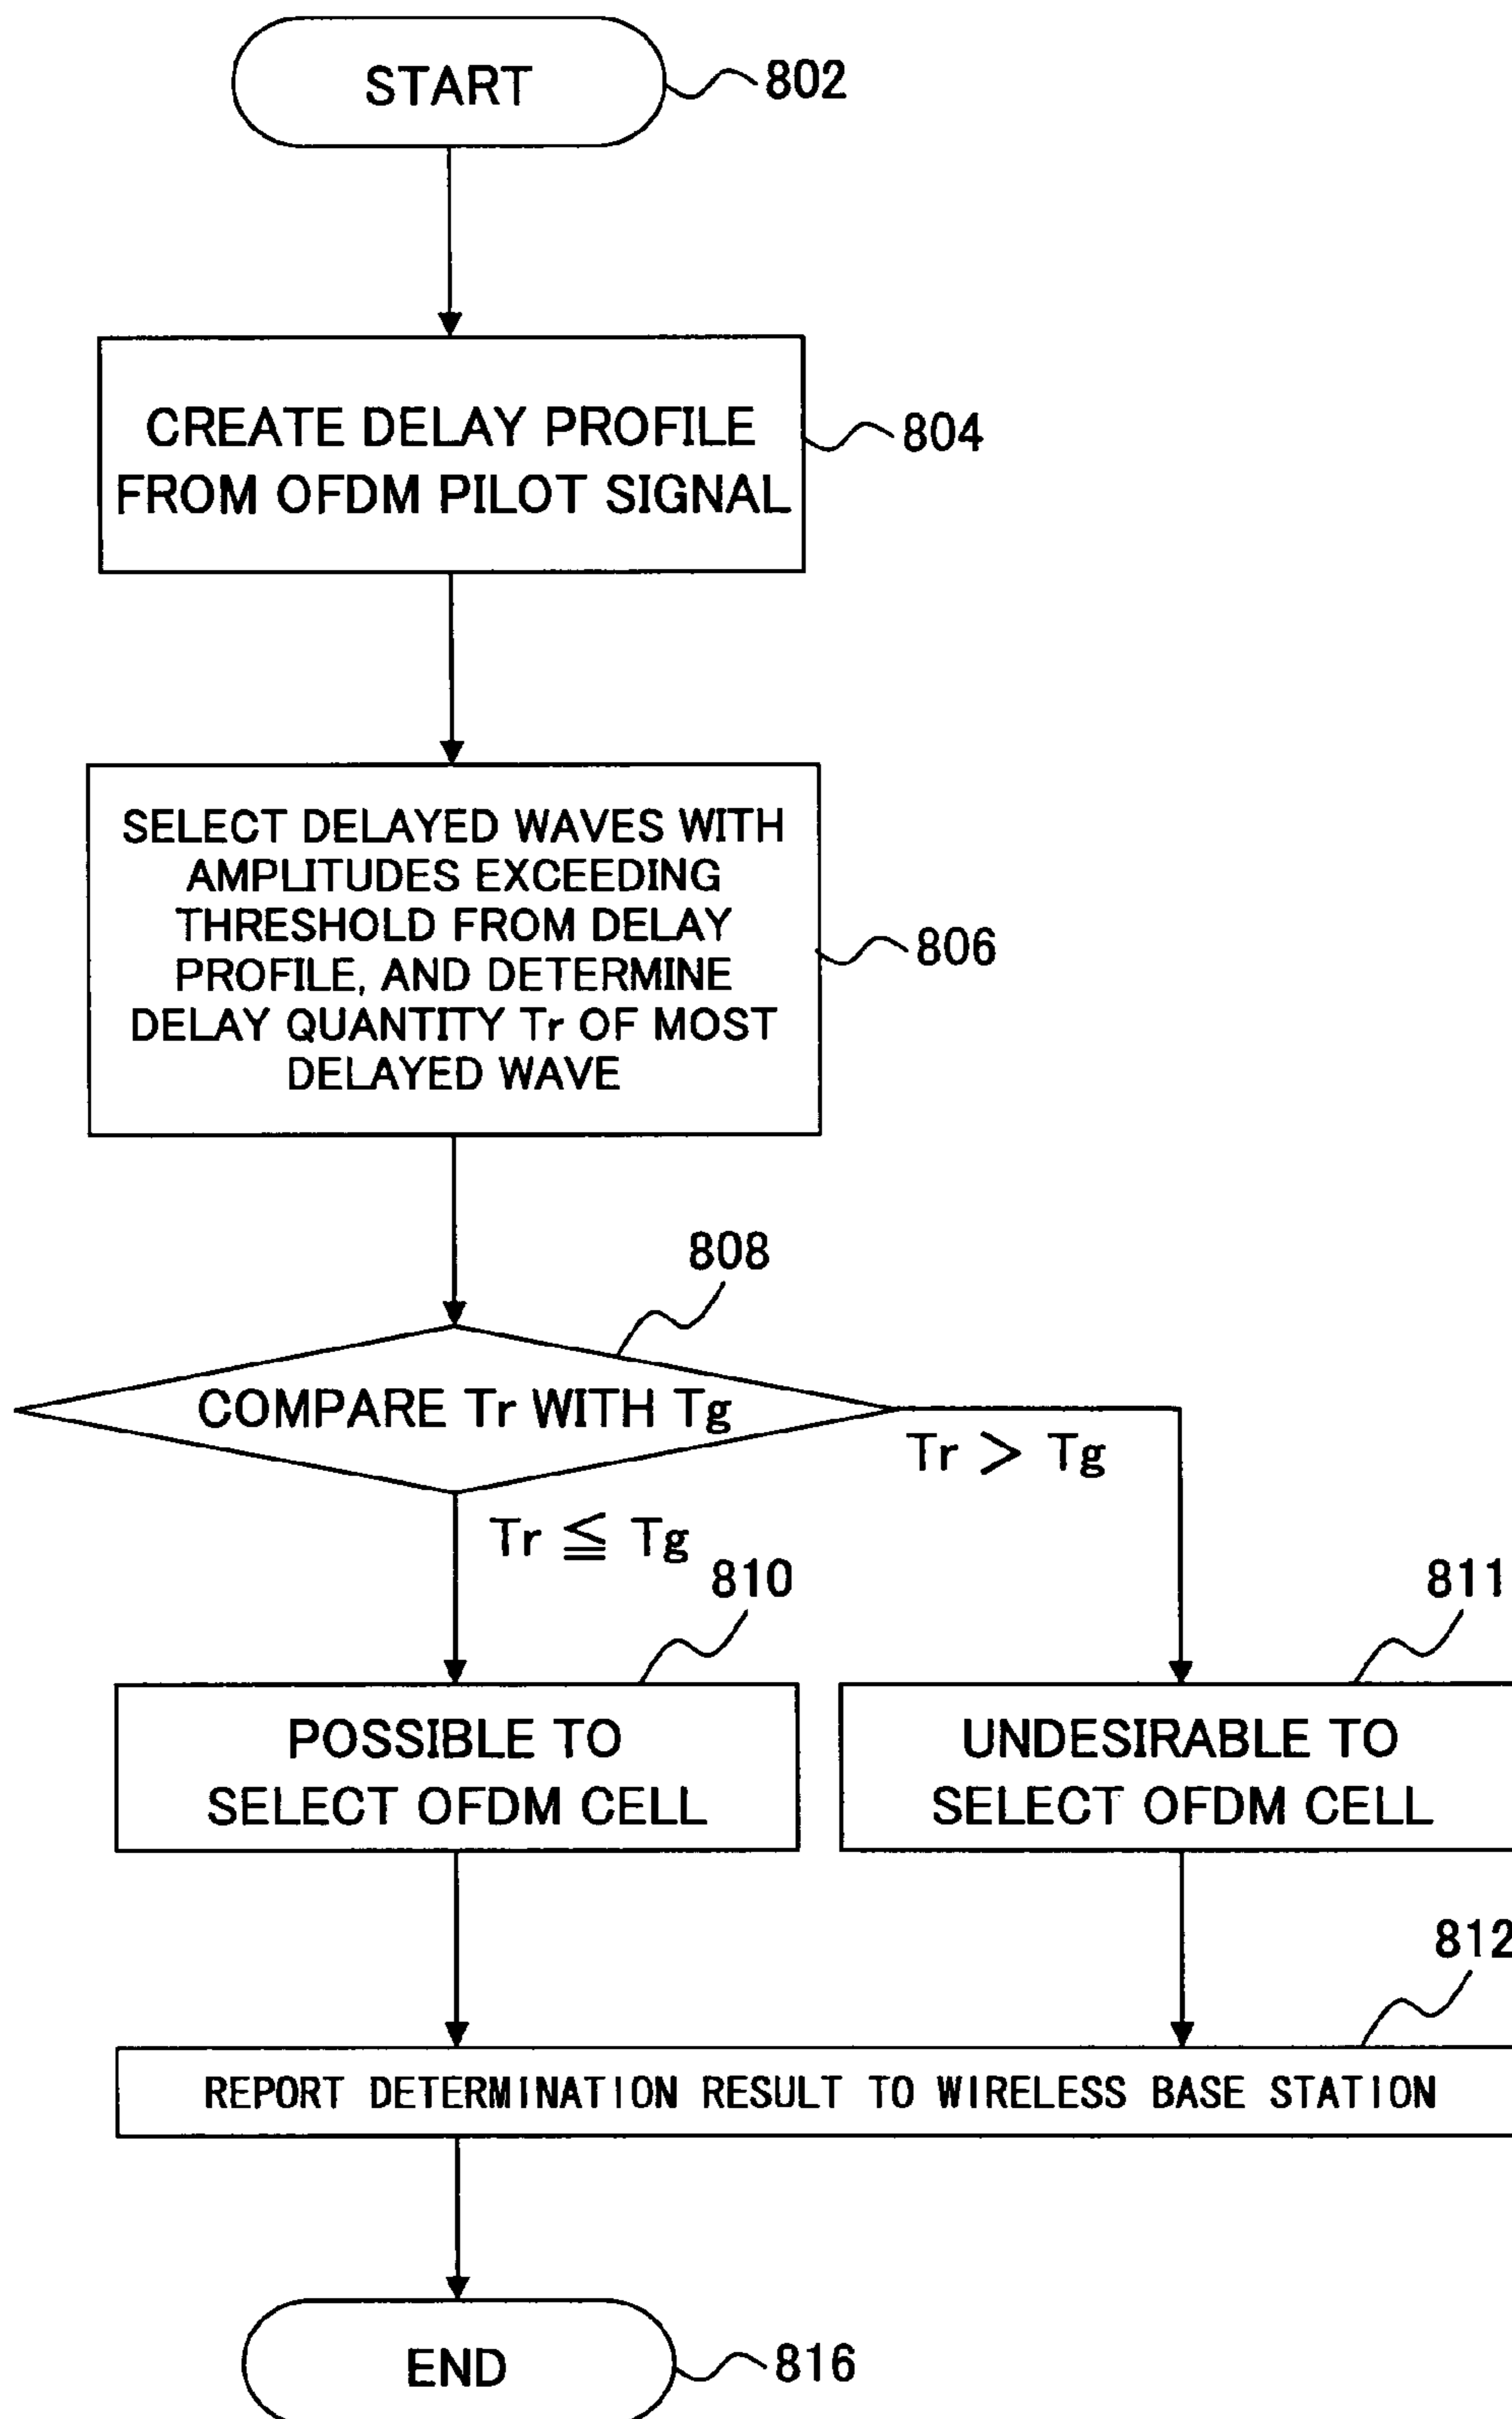 START
802
CREATE DELAY PROFILE
FROM OFDM PILOT SIGNAL
804
SELECT DELAYED WAVES WITH
AMPLITUDES EXCEEDING
THRESHOLD FROM DELAY
PROFILE, AND DETERMINE
DELAY QUANTITY Tr OF MOST
DELAYED WAVE
806
808
COMPARE Tr WITH Tg
Tr > Tg
Tr ≦ Tg
810
811
POSSIBLE TO
SELECT OFDM CELL
UNDESIRABLE TO
SELECT OFDM CELL
812
REPORT DETERMINATION RESULT TO WIRELESS BASE STATION
END
816